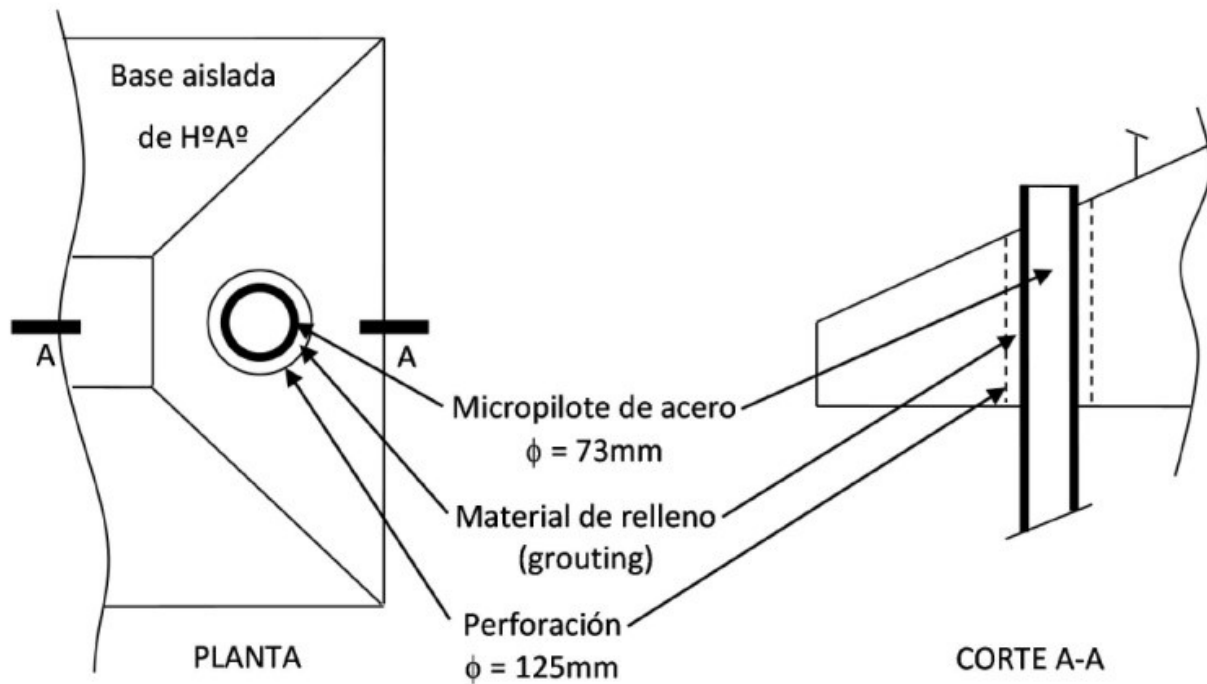 Base aislada
de HºAº
A
A
Micropilote de acero
ϕ = 73mm
Material de relleno
(grouting)
Perforación
ϕ = 125mm
PLANTA
CORTE A-A